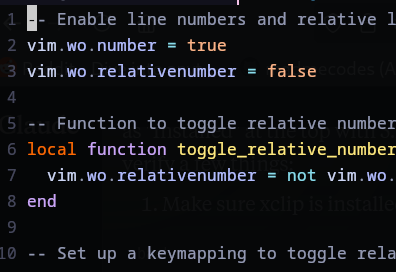 1 -- Enable line numbers and relative l
2 vim.wo.number = true
3 vim.wo.relativenumber = false
4
5 -- Function to toggle relative number
6 local function toggle_relative_number
7 vim.wo.relativenumber = not vim.wo.
8 end
9
10 -- Set up a keymapping to toggle rela
1. Make sure xclip is installed